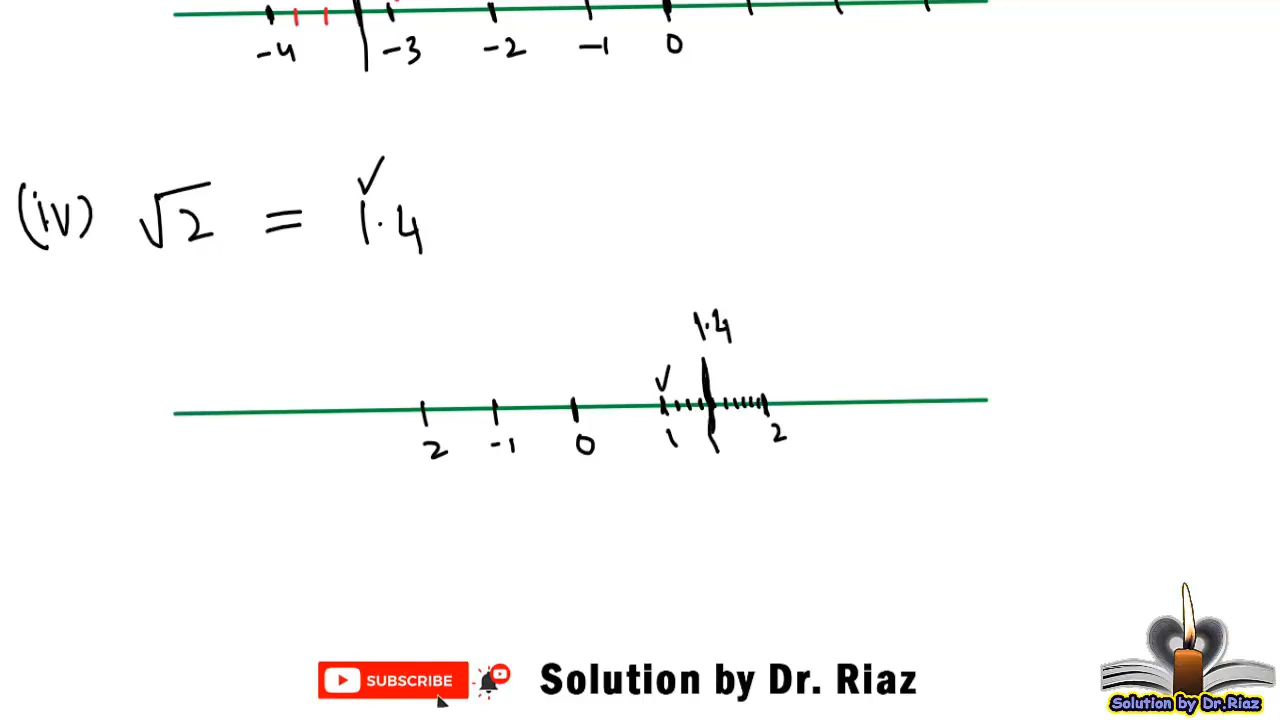 -4 -3 -2 -1 0
(iv) √2 = 1.4
1.4
2 -1 0 1 2
SUBSCRIBE Solution by Dr. Riaz
Solution by Dr.Riaz